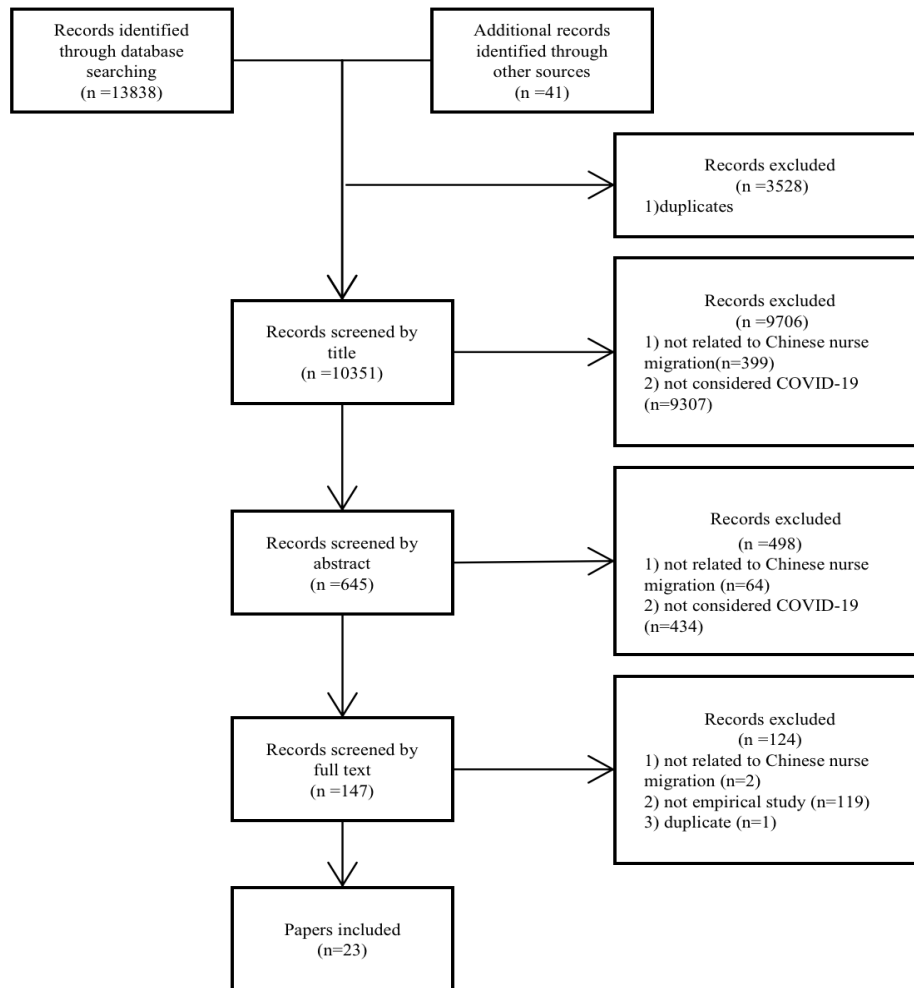 Records identified
through database
searching
(n =13838)
Additional records
identified through
other sources
(n =41)
Records excluded
(n =3528)
1)duplicates
Records screened by
title
(n =10351)
Records excluded
(n =9706)
1) not related to Chinese nurse
migration(n=399)
2) not considered COVID-19
(n=9307)
Records screened by
abstract
(n =645)
Records excluded
(n =498)
1) not related to Chinese nurse
migration (n=64)
2) not considered COVID-19
(n=434)
Records screened by
full text
(n =147)
Records excluded
(n =124)
1) not related to Chinese nurse
migration (n=2)
2) not empirical study (n=119)
3) duplicate (n=1)
Papers included
(n=23)